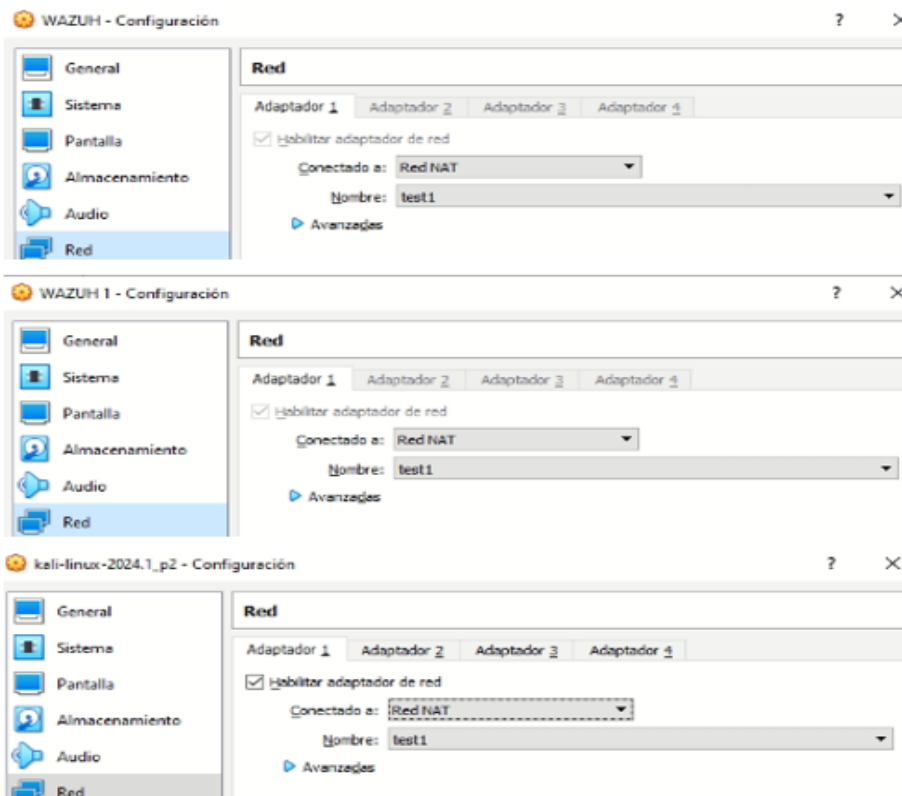 WAZUH - Configuración ? ×
General
Red
Sistema
Adaptador 1 Adaptador 2 Adaptador 3 Adaptador 4
Habilitar adaptador de red
Pantalla
Conectado a: Red NAT
Almacenamiento
Nombre: test1
Audio
Avanzadas
Red
WAZUH 1 - Configuración ? ×
General
Red
Sistema
Adaptador 1 Adaptador 2 Adaptador 3 Adaptador 4
Habilitar adaptador de red
Pantalla
Conectado a: Red NAT
Almacenamiento
Nombre: test1
Audio
Avanzadas
Red
kali-linux-2024.1_p2 - Configuración ? ×
General
Red
Sistema
Adaptador 1 Adaptador 2 Adaptador 3 Adaptador 4
Habilitar adaptador de red
Pantalla
Conectado a: Red NAT
Almacenamiento
Nombre: test1
Audio
Avanzadas
Red